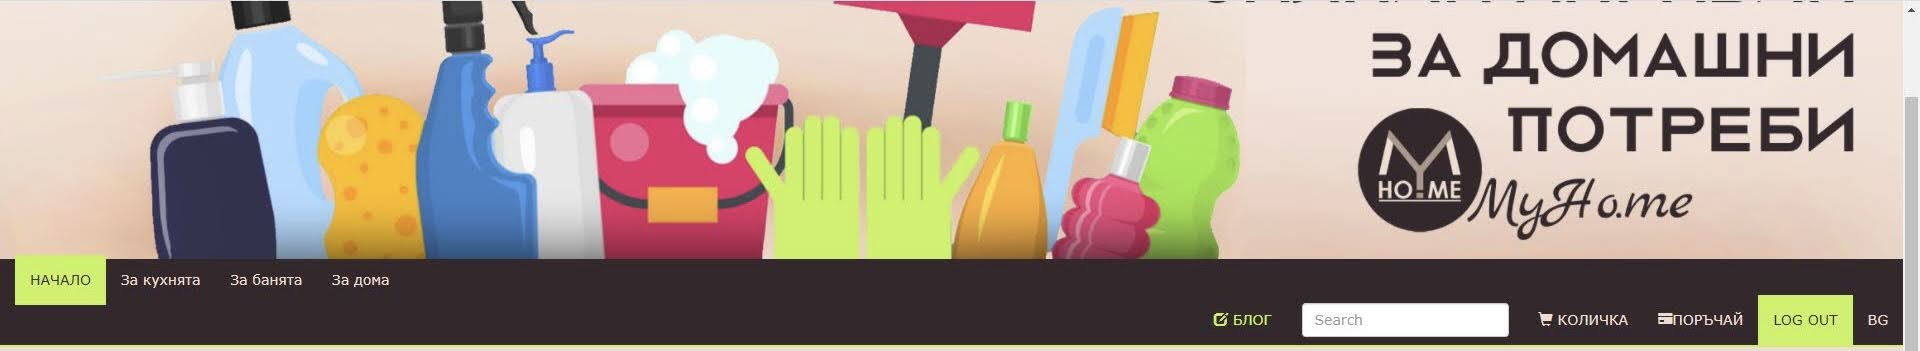 ЗА ДОМАШНИ
ПОТРЕБИ
MY
HO.ME
MyHo.me
НАЧАЛО За кухнята За банята За дома
БЛОГ Search КОЛИЧКА ПОРЪЧАЙ LOG OUT BG